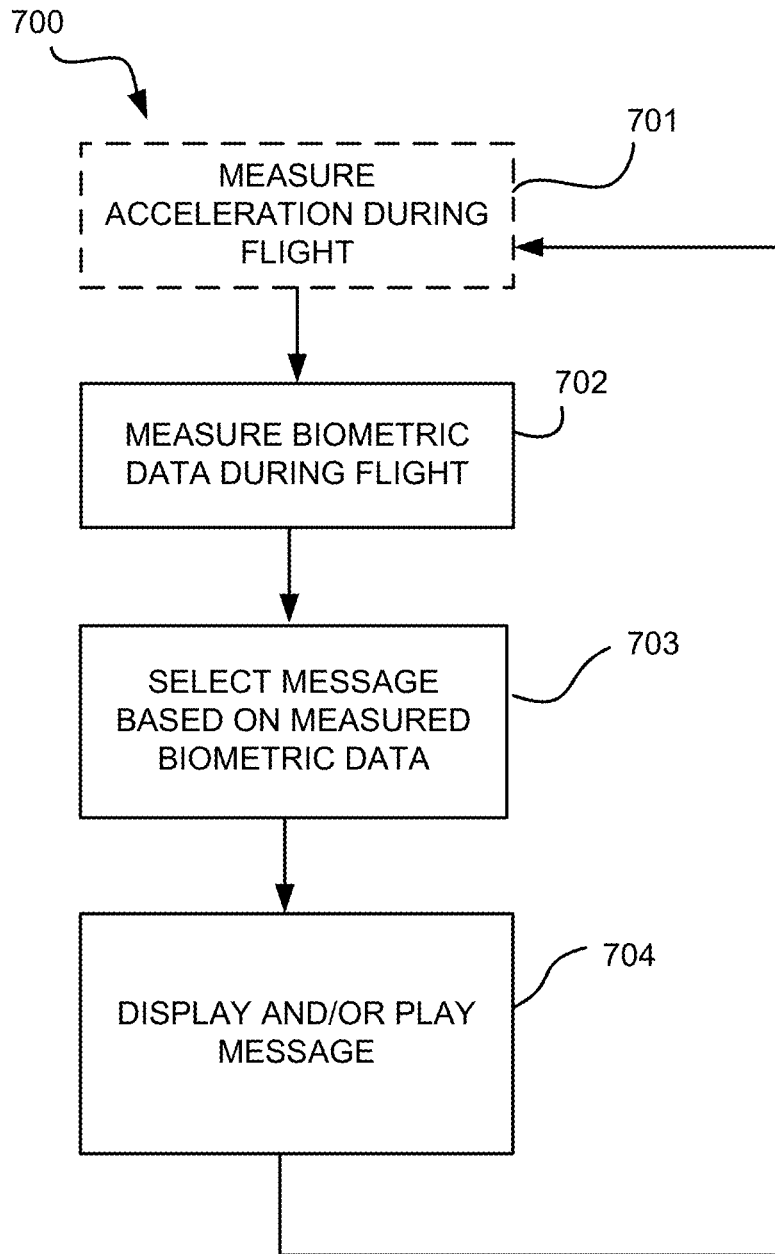 700
701
MEASURE
ACCELERATION DURING
FLIGHT
702
MEASURE BIOMETRIC
DATA DURING FLIGHT
703
SELECT MESSAGE
BASED ON MEASURED
BIOMETRIC DATA
704
DISPLAY AND/OR PLAY
MESSAGE